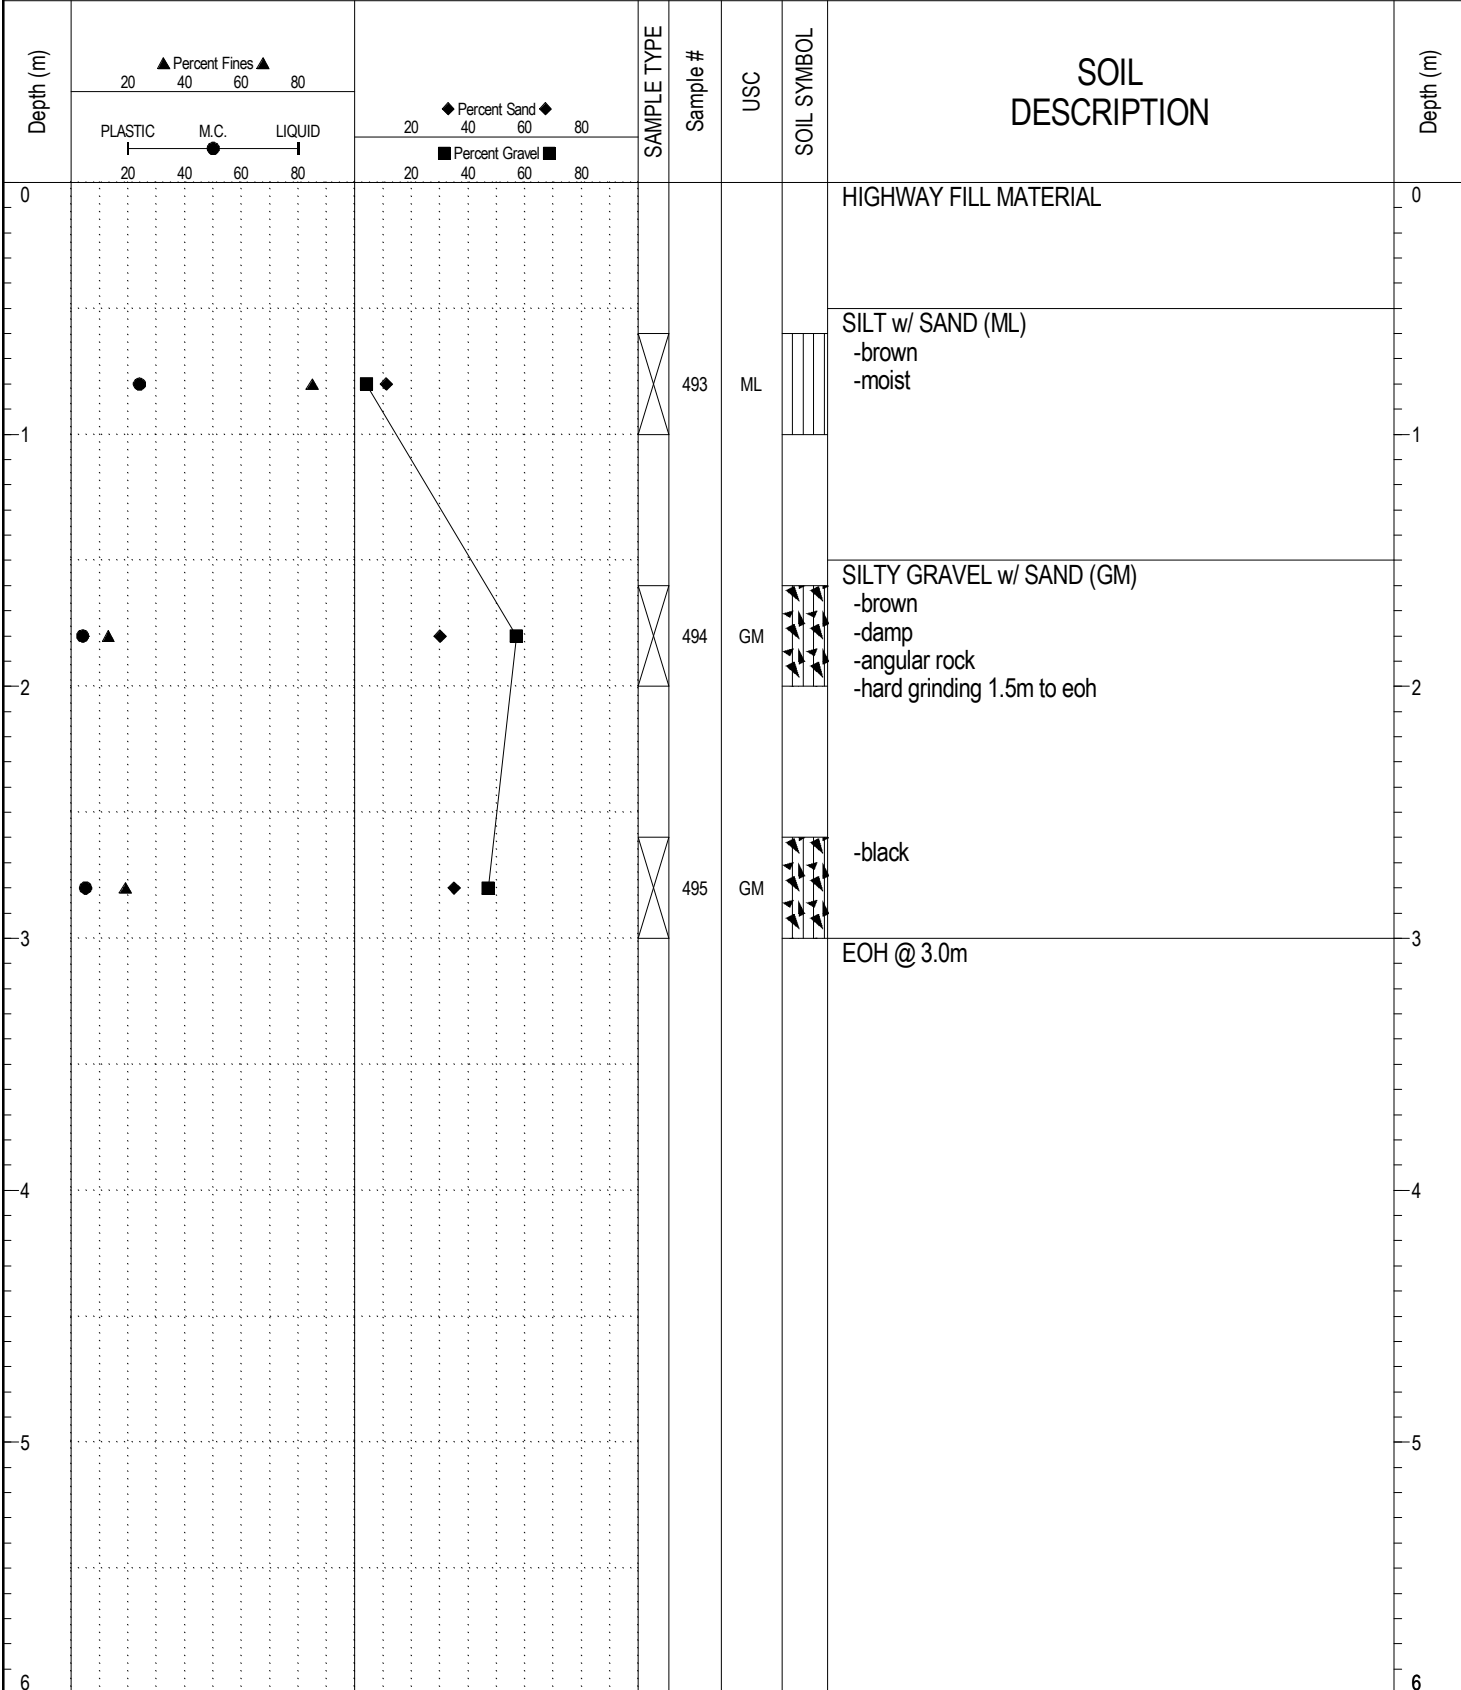 Depth (m)
▲ Percent Fines ▲
20 40 60 80
PLASTIC M.C. LIQUID
20 40 60 80
◆ Percent Sand ◆
20 40 60 80
■ Percent Gravel ■
20 40 60 80
SAMPLE TYPE
Sample #
USC
SOIL SYMBOL
SOIL
DESCRIPTION
Depth (m)
0 HIGHWAY FILL MATERIAL 0
SILT w/ SAND (ML)
-brown
493 ML -moist
1 1
SILTY GRAVEL w/ SAND (GM)
-brown
494 GM -damp
-angular rock
2 -hard grinding 1.5m to eoh 2
-black
495 GM
3 3
EOH @ 3.0m
4 4
5 5
6 6